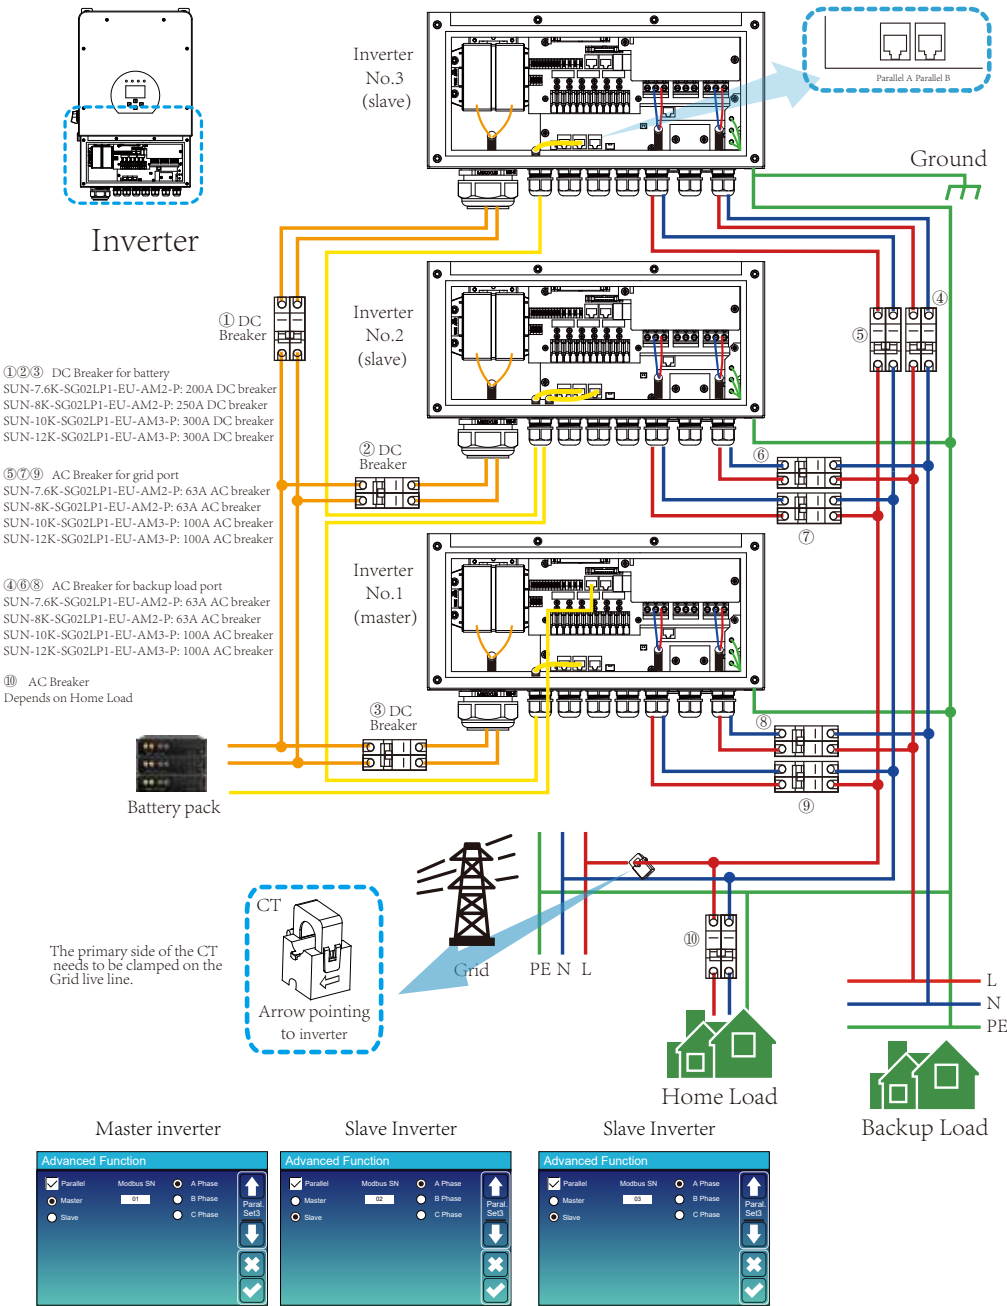 Inverter
Inverter
No.3
(slave)
Parallel A Parallel B
Ground
① DC
Breaker
Inverter
No.2
(slave)
④
⑤
①②③ DC Breaker for battery
SUN-7.6K-SG02LP1-EU-AM2-P: 200A DC breaker
SUN-8K-SG02LP1-EU-AM2-P: 250A DC breaker
SUN-10K-SG02LP1-EU-AM3-P: 300A DC breaker
SUN-12K-SG02LP1-EU-AM3-P: 300A DC breaker
② DC
Breaker
⑥
⑦
⑤⑦⑨ AC Breaker for grid port
SUN-7.6K-SG02LP1-EU-AM2-P: 63A AC breaker
SUN-8K-SG02LP1-EU-AM2-P: 63A AC breaker
SUN-10K-SG02LP1-EU-AM3-P: 100A AC breaker
SUN-12K-SG02LP1-EU-AM3-P: 100A AC breaker
Inverter
No.1
(master)
④⑥⑧ AC Breaker for backup load port
SUN-7.6K-SG02LP1-EU-AM2-P: 63A AC breaker
SUN-8K-SG02LP1-EU-AM2-P: 63A AC breaker
SUN-10K-SG02LP1-EU-AM3-P: 100A AC breaker
SUN-12K-SG02LP1-EU-AM3-P: 100A AC breaker
⑩ AC Breaker
Depends on Home Load
③ DC
Breaker
⑧
⑨
Battery pack
CT
Arrow pointing
to inverter
The primary side of the CT
needs to be clamped on the
Grid live line.
Grid
PE N L
⑩
L
N
PE
Home Load
Backup Load
Master inverter
Advanced Function
Parallel
Modbus SN
A Phase
Master
01
B Phase
Slave
C Phase
Paral.
Set3
Slave Inverter
Advanced Function
Parallel
Modbus SN
A Phase
Master
02
B Phase
Slave
C Phase
Paral.
Set3
Slave Inverter
Advanced Function
Parallel
Modbus SN
A Phase
Master
03
B Phase
Slave
C Phase
Paral.
Set3